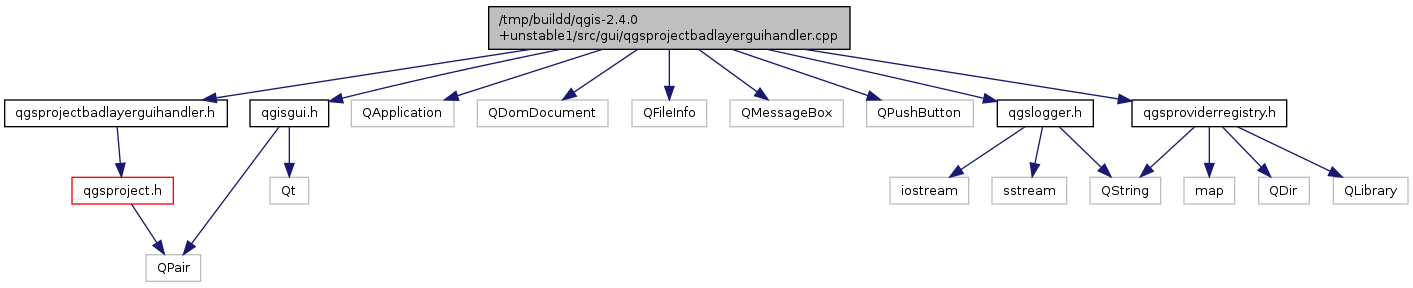 /tmp/buildd/qgis-2.4.0
+unstable1/src/gui/qgsprojectbadlayerguihandler.cpp
qgsprojectbadlayerguihandler.h
qgisgui.h
QApplication
QDomDocument
QFileInfo
QMessageBox
QPushButton
qgslogger.h
qgsproviderregistry.h
qgsproject.h
Qt
iostream
sstream
QString
map
QDir
QLibrary
QPair